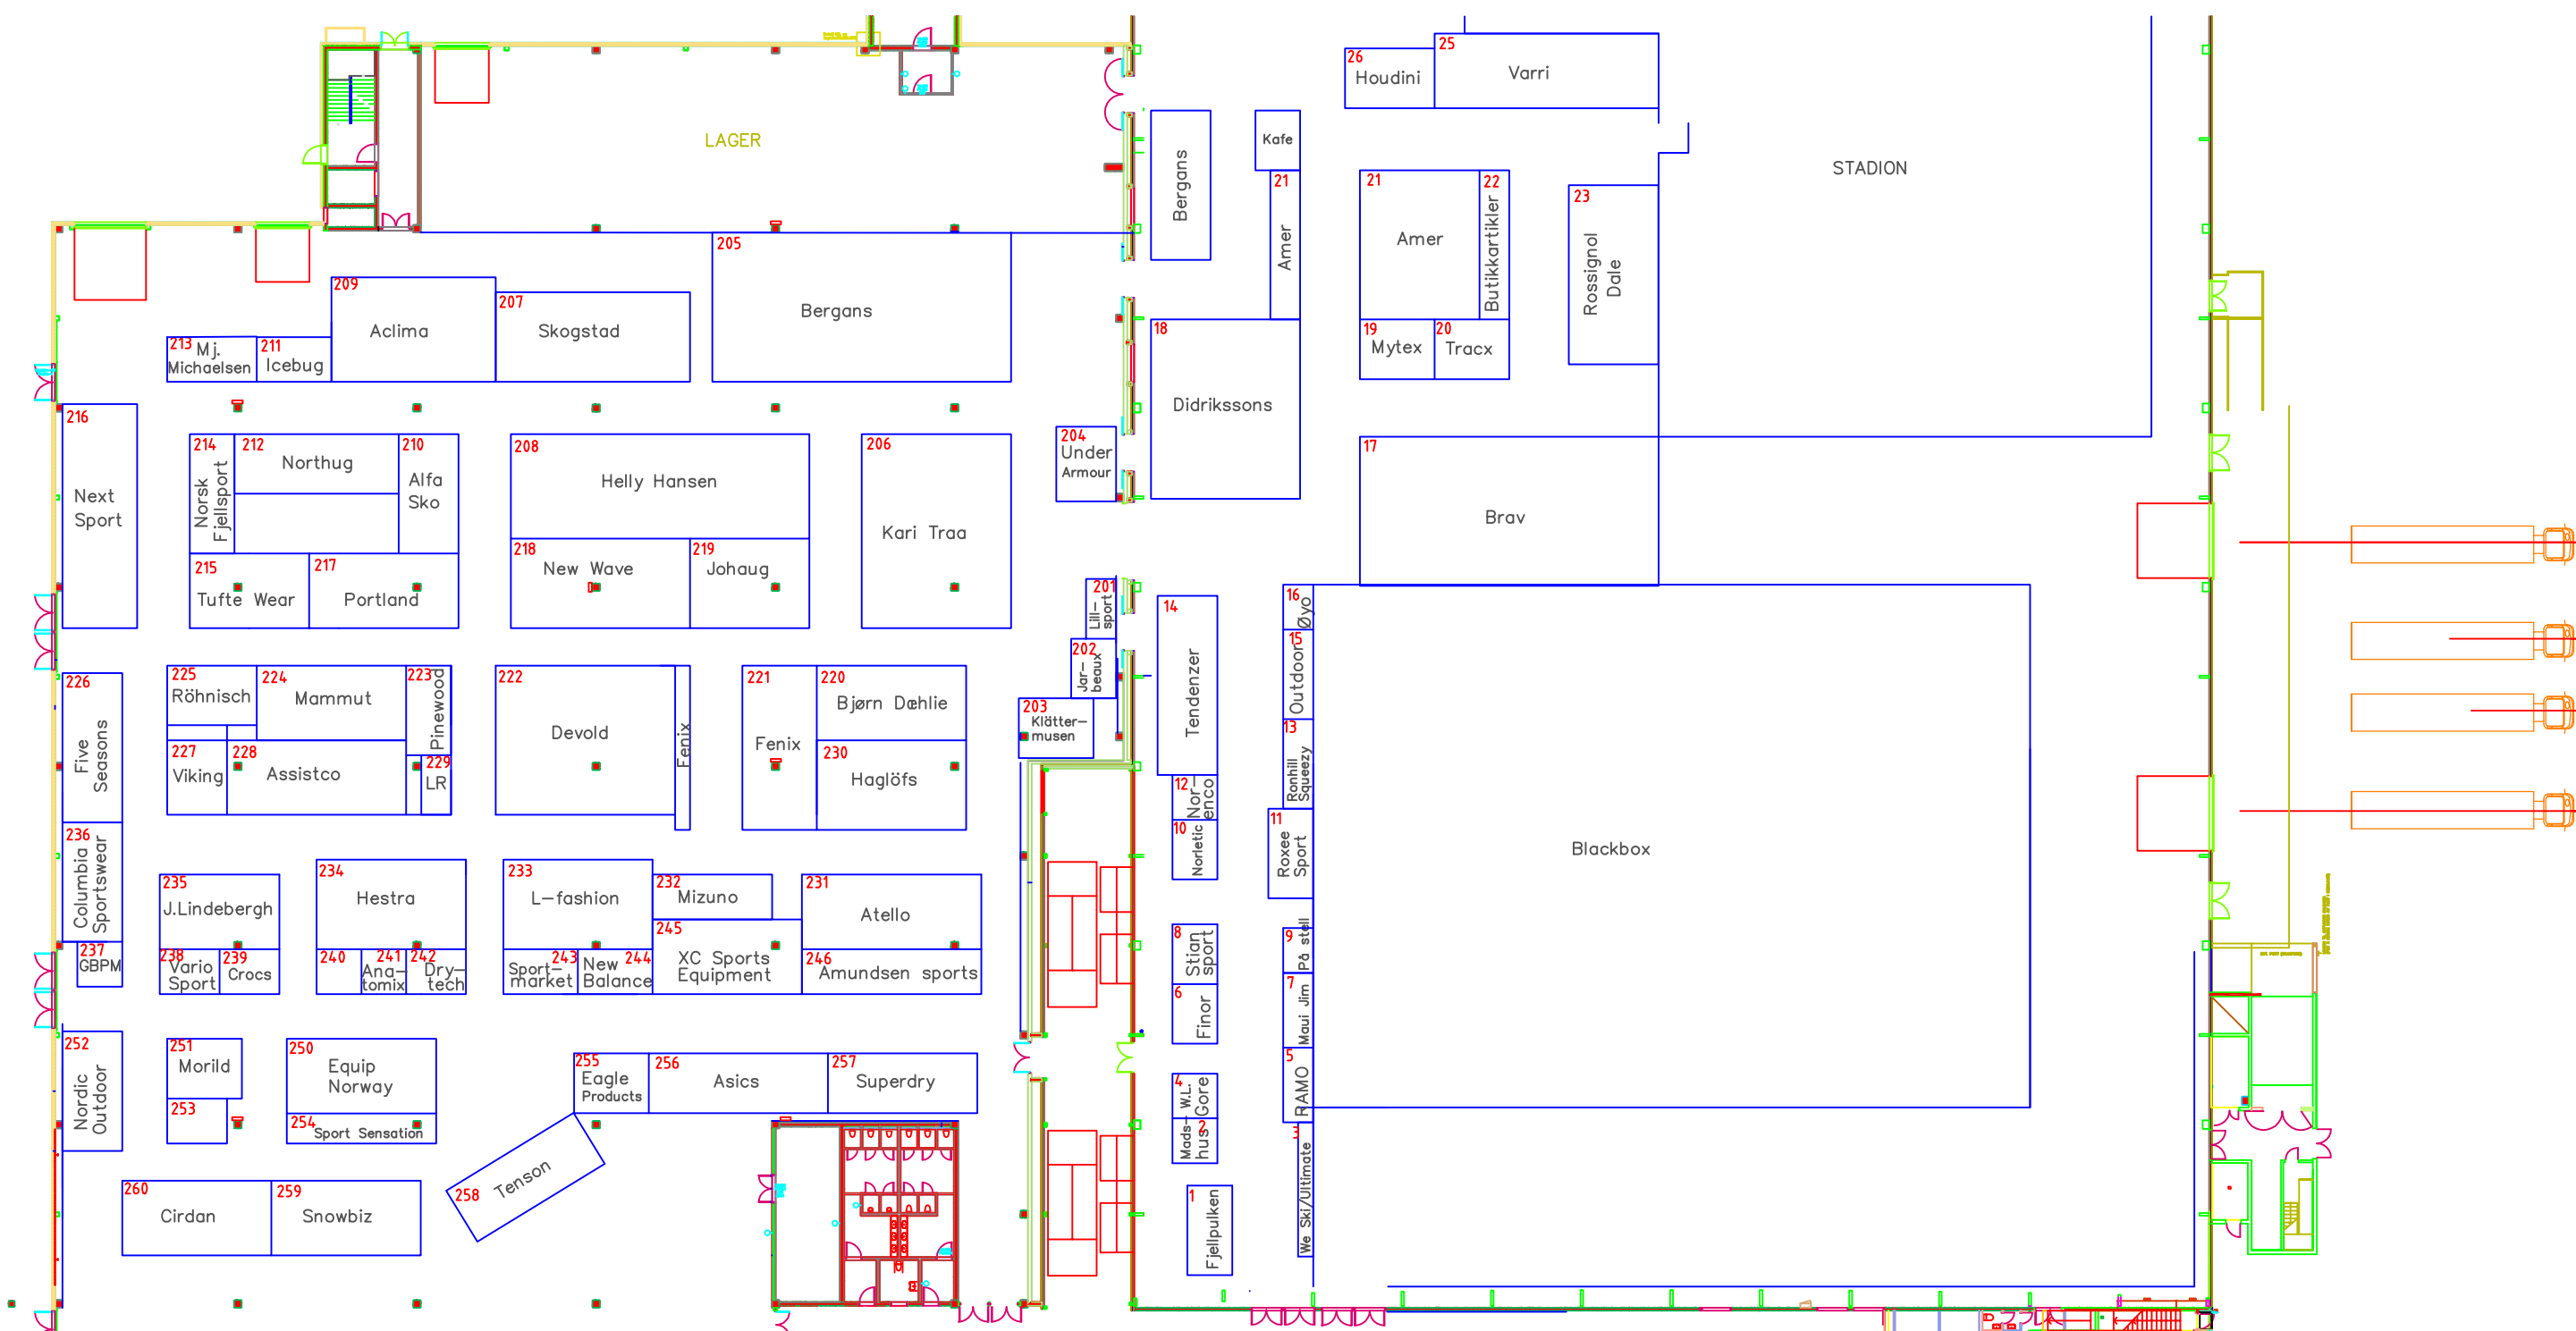 26
Houdini
25
Varri
LAGER
Kafe
Bergans
21
Amer
21
Amer
22
Butikkartikler
23
Rossignol
Dale
STADION
205
Bergans
209
Aclima
207
Skogstad
213 Mj.
Michaelsen
211
Icebug
18
Didrikssons
19
Mytex
20
Tracx
216
Next
Sport
214
Norsk
Fjellsport
212
Northug
210
Alfa
Sko
208
Helly Hansen
206
Kari Traa
204
Under
Armour
17
Brav
215
Tufte Wear
217
Portland
218
New Wave
219
Johaug
201
Lill-
sport
202
Jar-
beaux
203
Klätter-
musen
14
Tendenzer
16
Øyo
15
Outdoor
13
Ronhill
Squeezy
226
Five
Seasons
225
Röhnisch
224
Mammut
223
Pinewood
227
Viking
228
Assistco
229
LR
222
Devold
Fenix
221
Fenix
220
Bjørn Dæhlie
230
Haglöfs
12
Nor-
enco
10
Norletic
11
Roxee
Sport
Blackbox
236
Columbia
Sportswear
237
GBPM
235
J.Lindebergh
238
Vario
Sport
239
Crocs
234
Hestra
240
241
Ana-
tomix
242
Dry-
tech
233
L-fashion
232
Mizuno
231
Atello
243
Sport-
market
244
New
Balance
245
XC Sports
Equipment
246
Amundsen sports
8
Stian
sport
9
På stell
6
Finor
7
Maui Jim
252
Nordic
Outdoor
251
Morild
253
250
Equip
Norway
254
Sport Sensation
255
Eagle
Products
256
Asics
257
Superdry
4
W.L.
Gore
5
RAMO
2
Mads-
hus
3
We Ski/Ultimate
1
Fjellpulken
260
Cirdan
259
Snowbiz
258
Tenson